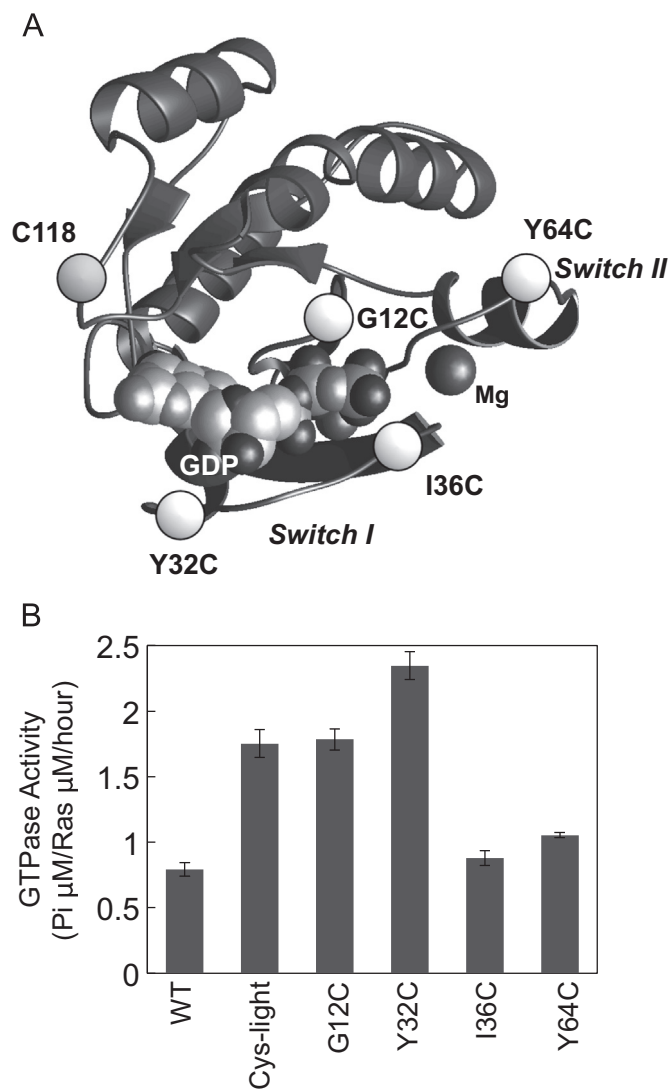 A
C118
Y64C
Switch II
G12C
Mg
GDP
I36C
Switch I
Y32C
B
GTPase Activity
(Pi μM/Ras μM/hour)
2.5
2
1.5
1
0.5
0
WT
Cys-light
G12C
Y32C
I36C
Y64C